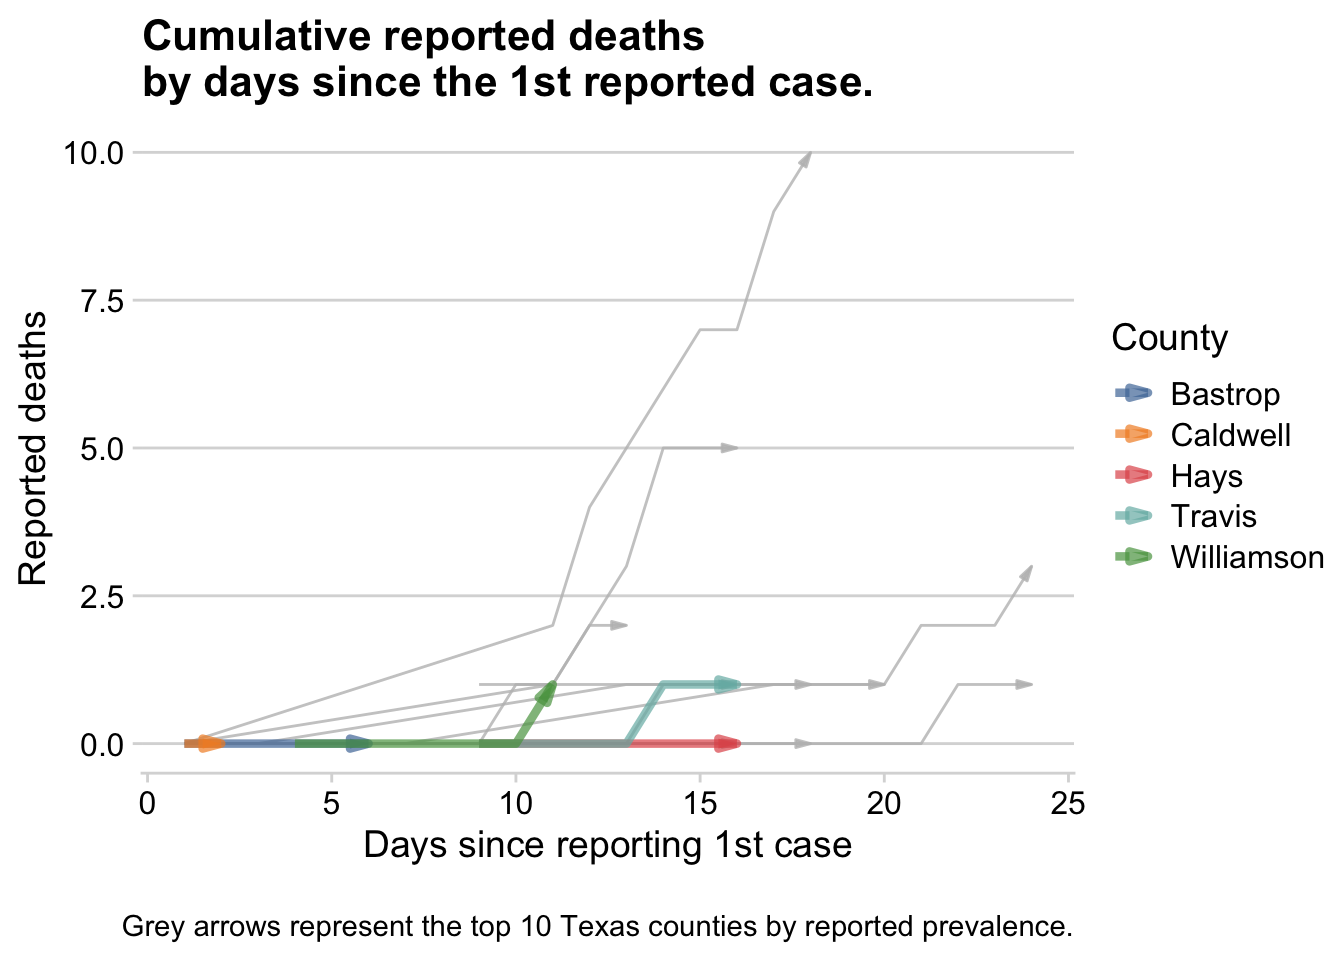 Cumulative reported deaths
by days since the 1st reported case.
10.0
7.5
5.0
2.5
0.0
Reported deaths
0 5 10 15 20 25
Days since reporting 1st case
County
Bastrop
Caldwell
Hays
Travis
Williamson
Grey arrows represent the top 10 Texas counties by reported prevalence.